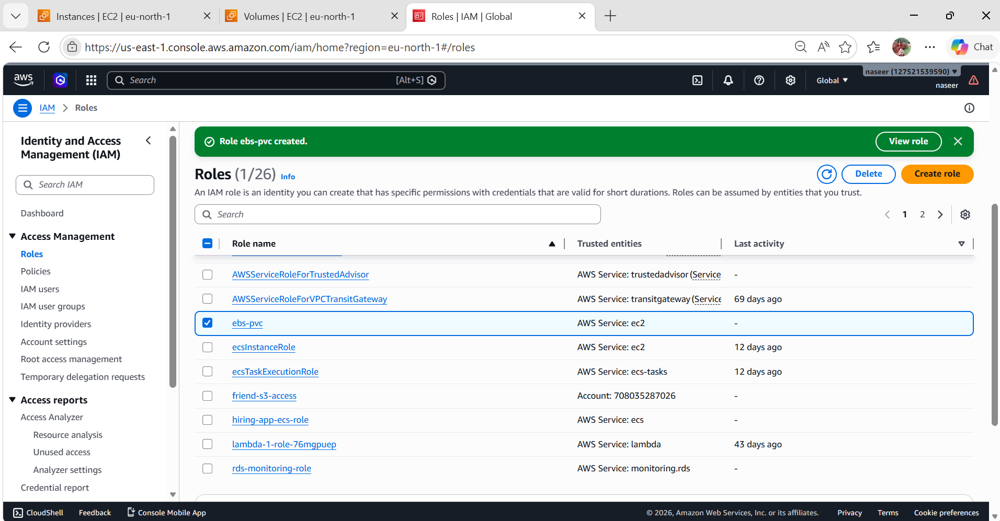 Instances | EC2 | eu-north-1
Volumes | EC2 | eu-north-1
Roles | IAM | Global
https://us-east-1.console.aws.amazon.com/iam/home?region=eu-north-1#/roles
Chat
aws
Search
[Alt+S]
Global
naseer (127521539590)
naseer
IAM
Roles
Identity and Access
Management (IAM)
Search IAM
Dashboard
Access Management
Roles
Policies
IAM users
IAM user groups
Identity providers
Account settings
Root access management
Temporary delegation requests
Access reports
Access Analyzer
Resource analysis
Unused access
Analyzer settings
Credential report
Role ebs-pvc created.
View role
Roles (1/26) Info
Delete
Create role
An IAM role is an identity you can create that has specific permissions with credentials that are valid for short durations. Roles can be assumed by entities that you trust.
Search
1
2
Role name Trusted entities Last activity
AWSServiceRoleForTrustedAdvisor AWS Service: trustedadvisor (Service -
AWSServiceRoleForVPCTransitGateway AWS Service: transitgateway (Service 69 days ago
ebs-pvc AWS Service: ec2 -
ecsInstanceRole AWS Service: ec2 12 days ago
ecsTaskExecutionRole AWS Service: ecs-tasks 12 days ago
friend-s3-access Account: 708035287026 -
hiring-app-ecs-role AWS Service: ecs -
lambda-1-role-76mgpuep AWS Service: lambda 43 days ago
rds-monitoring-role AWS Service: monitoring.rds -
CloudShell Feedback Console Mobile App © 2026, Amazon Web Services, Inc. or its affiliates. Privacy Terms Cookie preferences